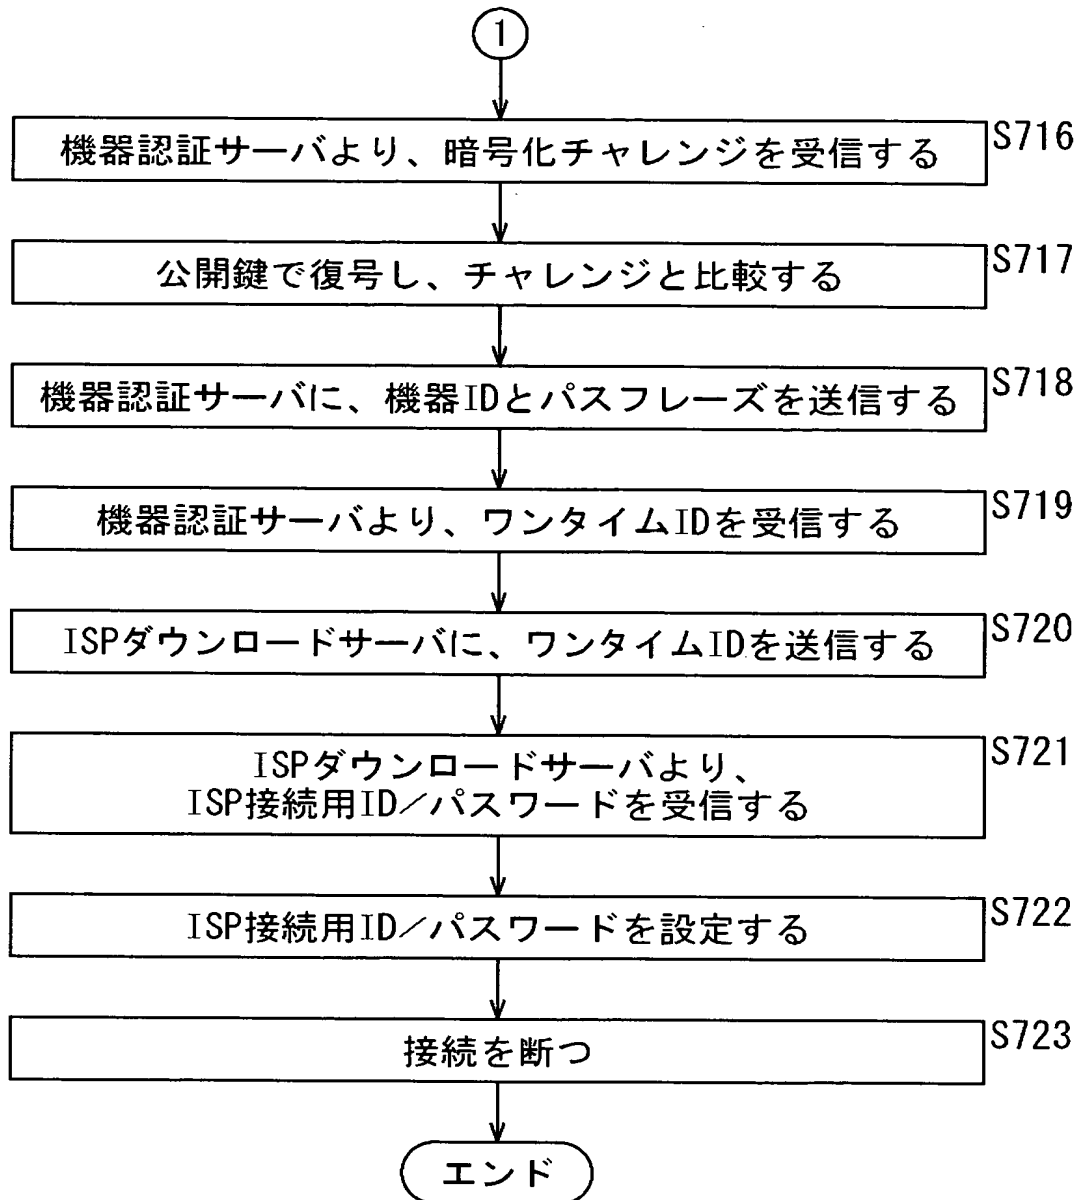 1
機器認証サーバより、暗号化チャレンジを受信する
S716
公開鍵で復号し、チャレンジと比較する
S717
機器認証サーバに、機器IDとパスフレーズを送信する
S718
機器認証サーバより、ワンタイムIDを受信する
S719
ISPダウンロードサーバに、ワンタイムIDを送信する
S720
ISPダウンロードサーバより、
ISP接続用ID／パスワードを受信する
S721
ISP接続用ID／パスワードを設定する
S722
接続を断つ
S723
エンド